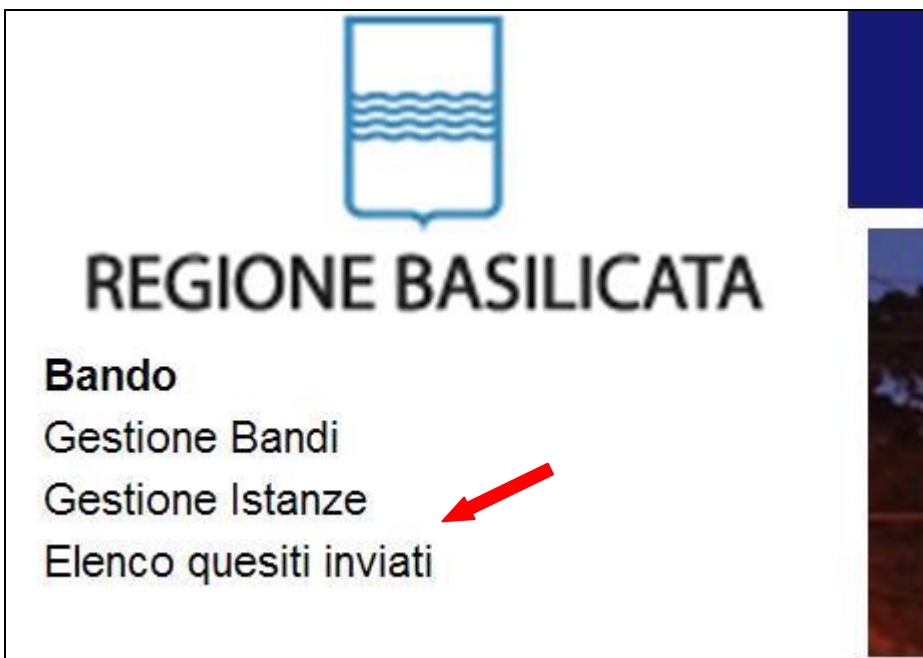 REGIONE BASILICATA
Bando
Gestione Bandi
Gestione Istanze
Elenco quesiti inviati